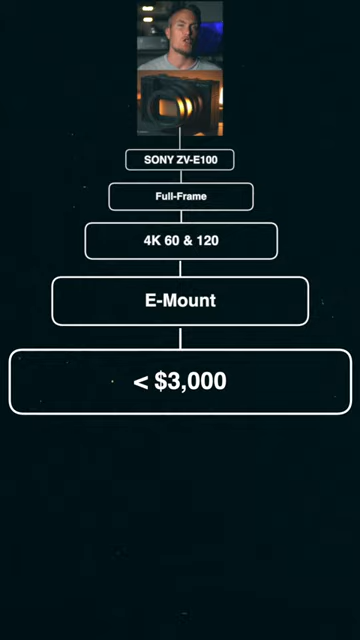 SONY ZV-E100
Full-Frame
4K 60 & 120
E-Mount
< $3,000